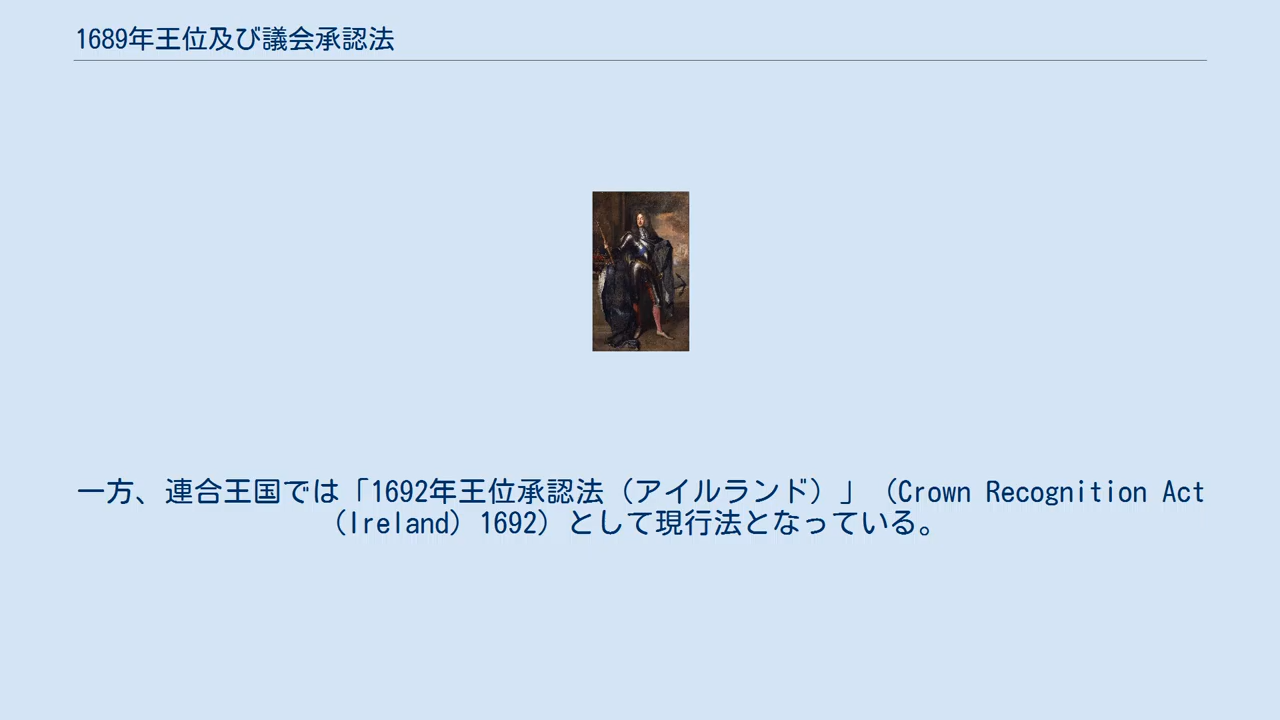 1689年王位及び議会承認法
一方、連合王国では「1692年王位承認法（アイルランド）」（Crown Recognition Act
（Ireland）1692）として現行法となっている。